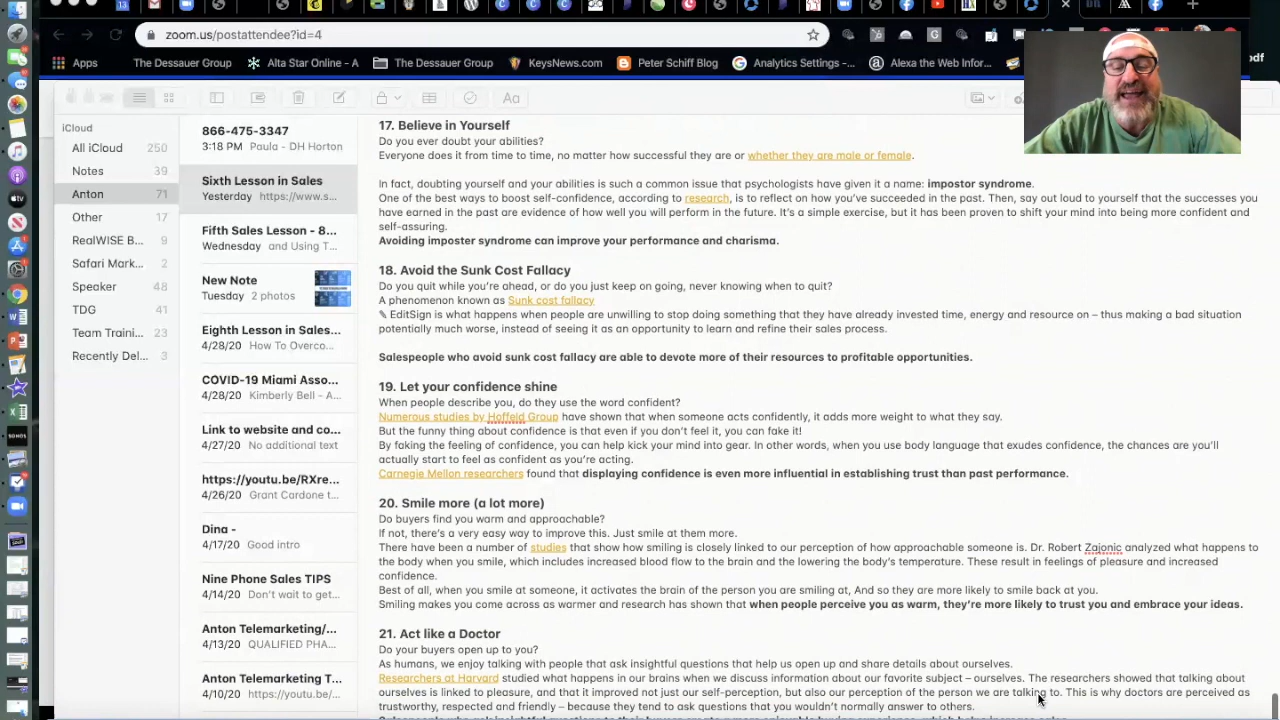 zoom.us/postattendee?id=4
Apps The Dessauer Group Alta Star Online - A The Dessauer Group KeysNews.com Peter Schiff Blog Analytics Settings -... Alexa the Web Infor... pdf
iCloud
All iCloud 250
Notes 39
Anton 71
Other 17
RealWISE B... 9
Safari Mark... 2
Speaker 48
TDG 41
Team Traini... 23
Recently Del... 3
866-475-3347
3:18 PM Paula - DH Horton
Sixth Lesson in Sales
Yesterday https://www.s...
Fifth Sales Lesson - 8...
Wednesday and Using T...
New Note
Tuesday 2 photos
Eighth Lesson in Sales...
4/28/20 How To Overco...
COVID-19 Miami Asso...
4/28/20 Kimberly Bell - A...
Link to website and co...
4/27/20 No additional text
https://youtu.be/RXre...
4/26/20 Grant Cardone t...
Dina -
4/17/20 Good intro
Nine Phone Sales TIPS
4/14/20 Don't wait to get...
Anton Telemarketing/...
4/13/20 QUALIFIED PHA...
Anton Telemarketing T...
4/10/20 https://youtu.be/...
Aa
17. Believe in Yourself
Do you ever doubt your abilities?
Everyone does it from time to time, no matter how successful they are or whether they are male or female.
In fact, doubting yourself and your abilities is such a common issue that psychologists have given it a name: impostor syndrome.
One of the best ways to boost self-confidence, according to research, is to reflect on how you've succeeded in the past. Then, say out loud to yourself that the successes you
have earned in the past are evidence of how well you will perform in the future. It's a simple exercise, but it has been proven to shift your mind into being more confident and
self-assuring.
Avoiding imposter syndrome can improve your performance and charisma.
18. Avoid the Sunk Cost Fallacy
Do you quit while you're ahead, or do you just keep on going, never knowing when to quit?
A phenomenon known as Sunk cost fallacy
✎ EditSign is what happens when people are unwilling to stop doing something that they have already invested time, energy and resource on – thus making a bad situation
potentially much worse, instead of seeing it as an opportunity to learn and refine their sales process.
Salespeople who avoid sunk cost fallacy are able to devote more of their resources to profitable opportunities.
19. Let your confidence shine
When people describe you, do they use the word confident?
Numerous studies by Hoffeld Group have shown that when someone acts confidently, it adds more weight to what they say.
But the funny thing about confidence is that even if you don't feel it, you can fake it!
By faking the feeling of confidence, you can help kick your mind into gear. In other words, when you use body language that exudes confidence, the chances are you'll
actually start to feel as confident as you're acting.
Carnegie Mellon researchers found that displaying confidence is even more influential in establishing trust than past performance.
20. Smile more (a lot more)
Do buyers find you warm and approachable?
If not, there's a very easy way to improve this. Just smile at them more.
There have been a number of studies that show how smiling is closely linked to our perception of how approachable someone is. Dr. Robert Zajonic analyzed what happens to
the body when you smile, which includes increased blood flow to the brain and the lowering the body's temperature. These result in feelings of pleasure and increased
confidence.
Best of all, when you smile at someone, it activates the brain of the person you are smiling at, And so they are more likely to smile back at you.
Smiling makes you come across as warmer and research has shown that when people perceive you as warm, they're more likely to trust you and embrace your ideas.
21. Act like a Doctor
Do your buyers open up to you?
As humans, we enjoy talking with people that ask insightful questions that help us open up and share details about ourselves.
Researchers at Harvard studied what happened in our brains when we discuss information about our favorite subject – ourselves. The researchers showed that talking about
ourselves is linked to pleasure, and that it improved not just our self-perception, but also our perception of the person we are talking to. This is why doctors are perceived as
trustworthy, respected and friendly – because they tend to ask questions that you wouldn't normally answer to others.